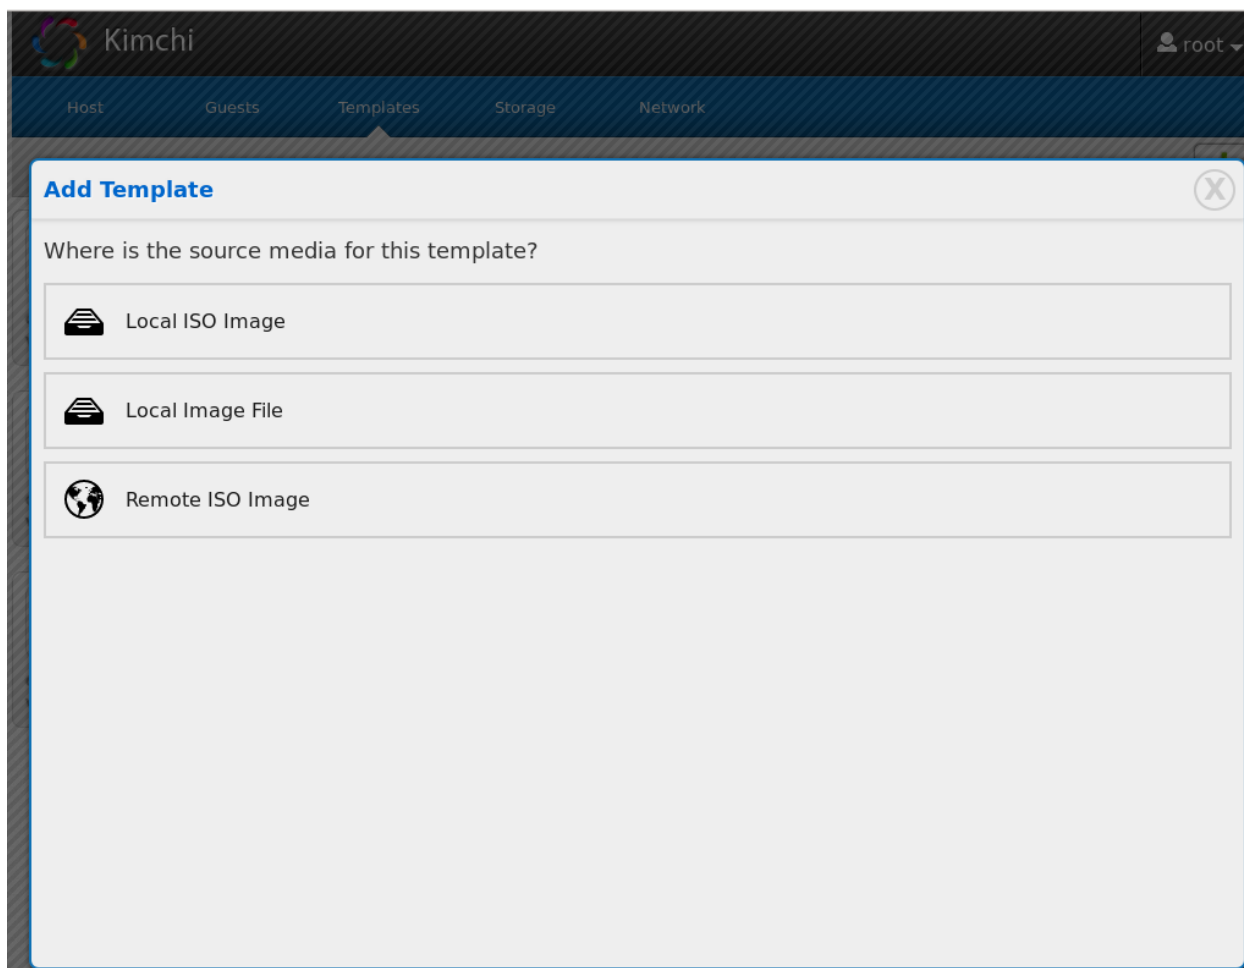 Kimchi
root
Host Guests Templates Storage Network
Add Template
X
Where is the source media for this template?
Local ISO Image
Local Image File
Remote ISO Image